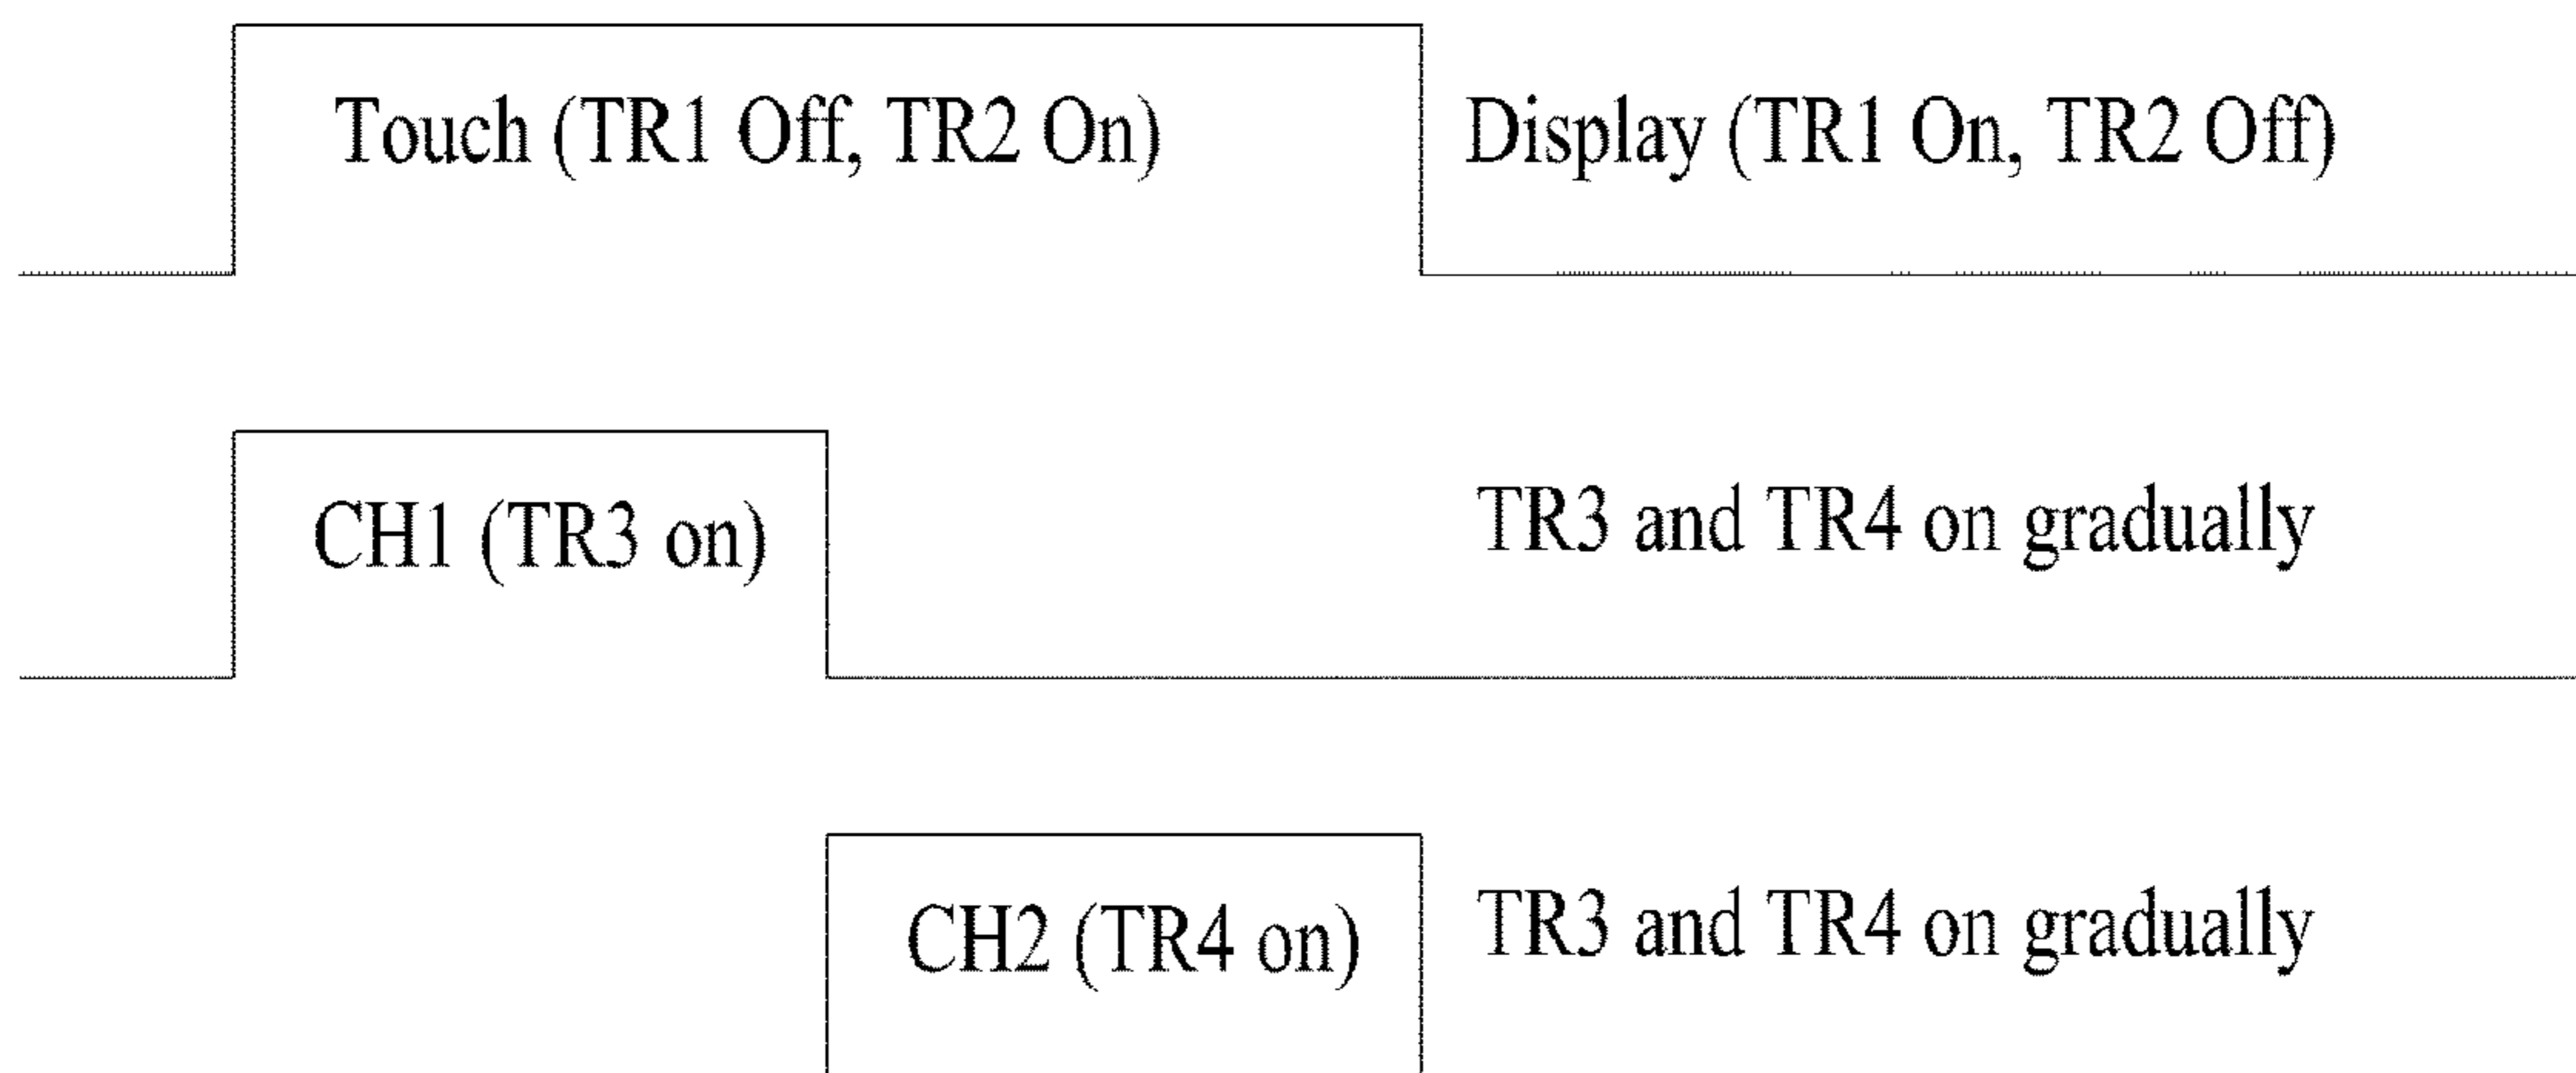 Touch (TR1 Off, TR2 On)
Display (TR1 On, TR2 Off)
CH1 (TR3 on)
TR3 and TR4 on gradually
CH2 (TR4 on)
TR3 and TR4 on gradually